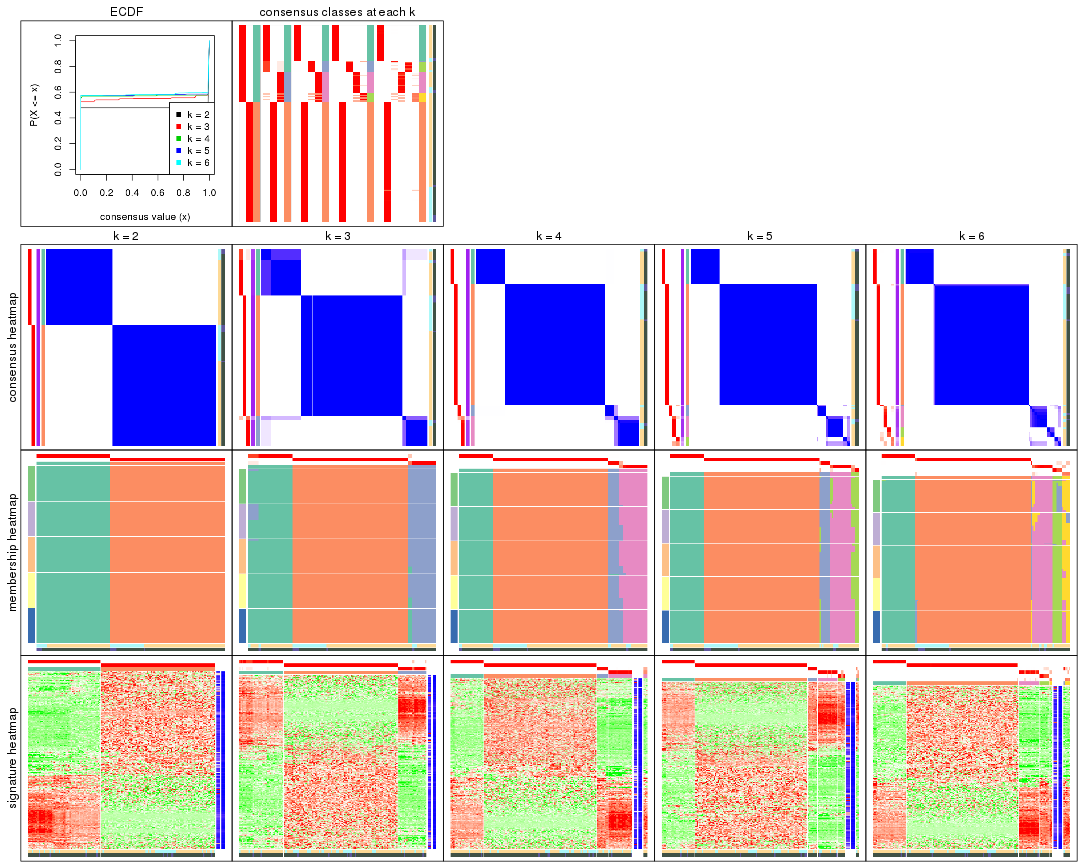 ECDF
consensus classes at each k
P(X <= x)
0.0 0.2 0.4 0.6 0.8 1.0
k = 2
k = 3
k = 4
k = 5
k = 6
0.0 0.2 0.4 0.6 0.8 1.0
consensus value (x)
k = 2 k = 3 k = 4 k = 5 k = 6
consensus heatmap
membership heatmap
signature heatmap